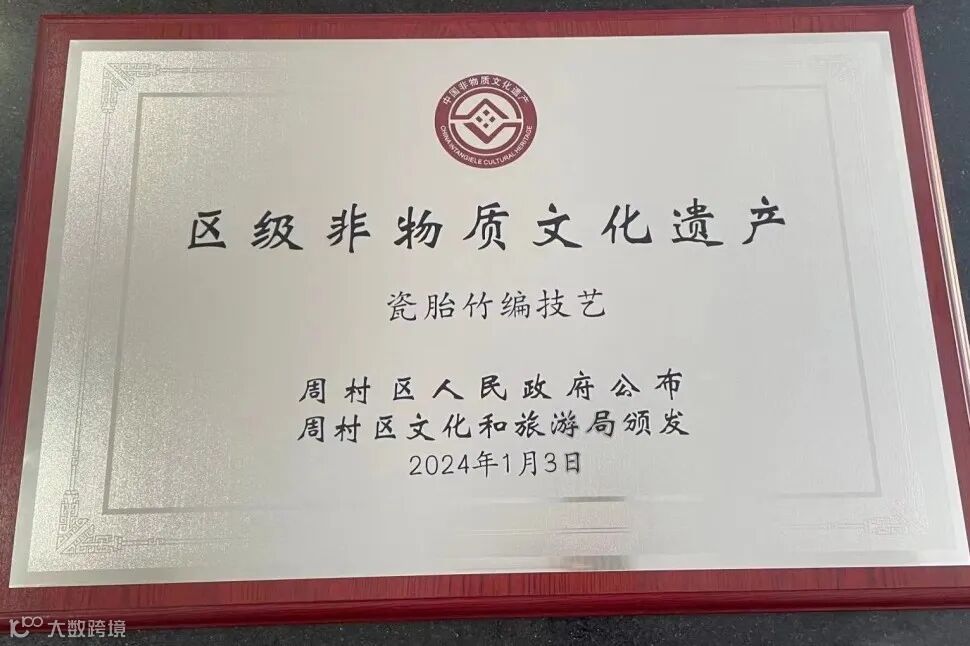 中国非物质文化遗产
CHINA INTANGIELE CULTURAL HERITAGE
区级非物质文化遗产
瓷胎竹编技艺
周村区人民政府公布
周村区文化和旅游局颁发
2024年1月3日
大数跨境